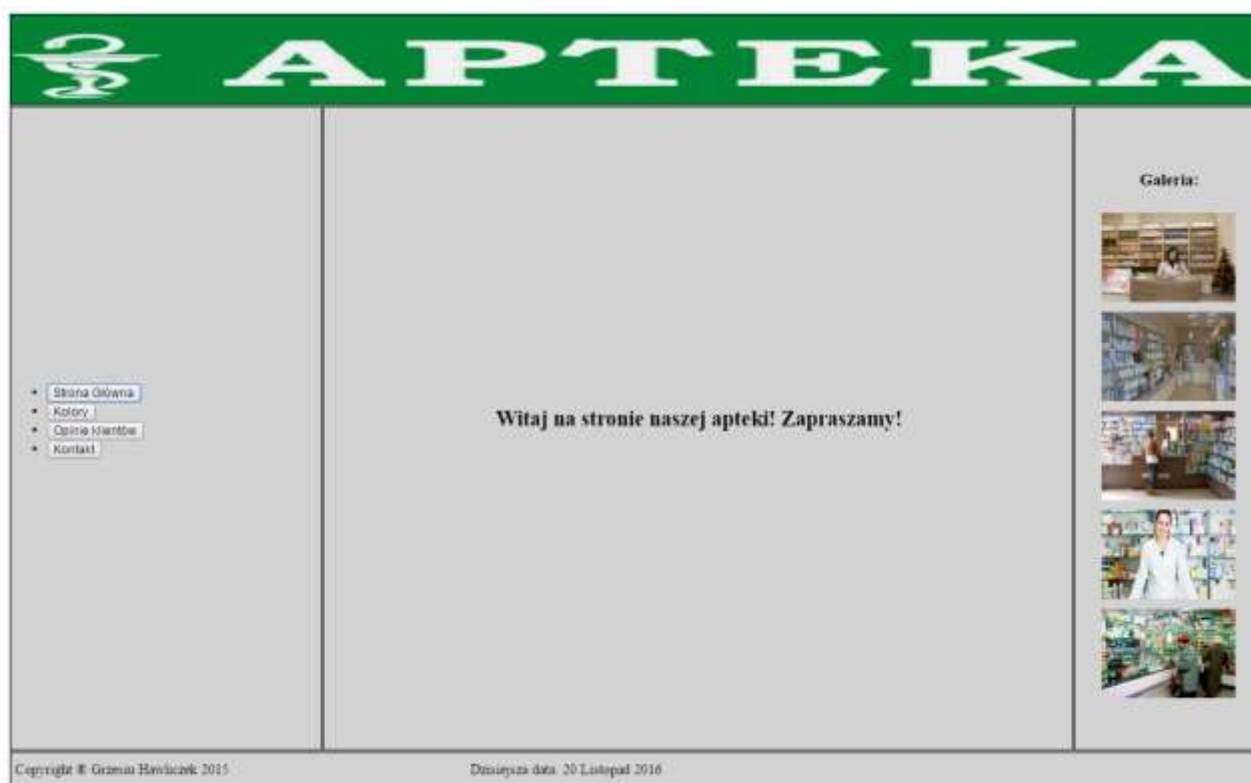 APTEKA
Strona Główna
Kolory
Opinie klientów
Kontakt
Witaj na stronie naszej apteki! Zapraszamy!
Galeria:
Copyright ® 2015
Dzisiejsza data: 20 Listopad 2016